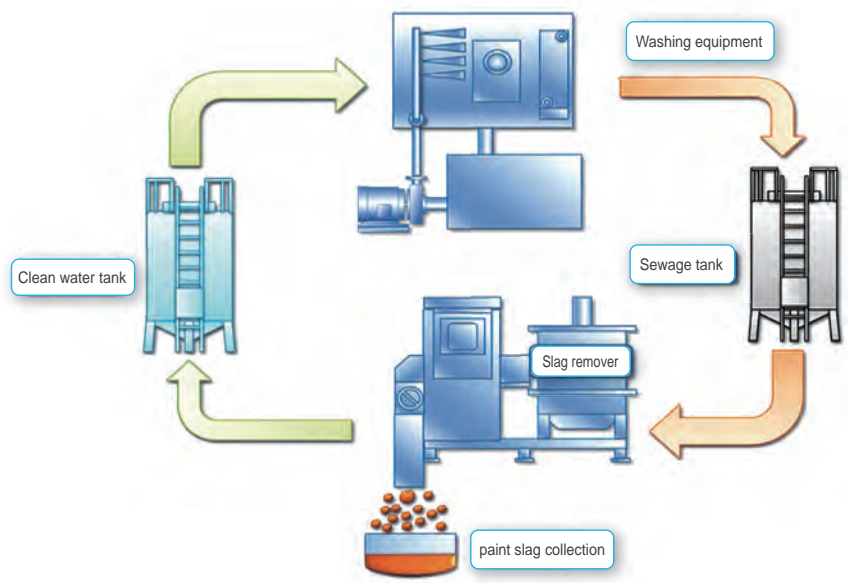 Washing equipment
Clean water tank
Sewage tank
Slag remover
paint slag collection